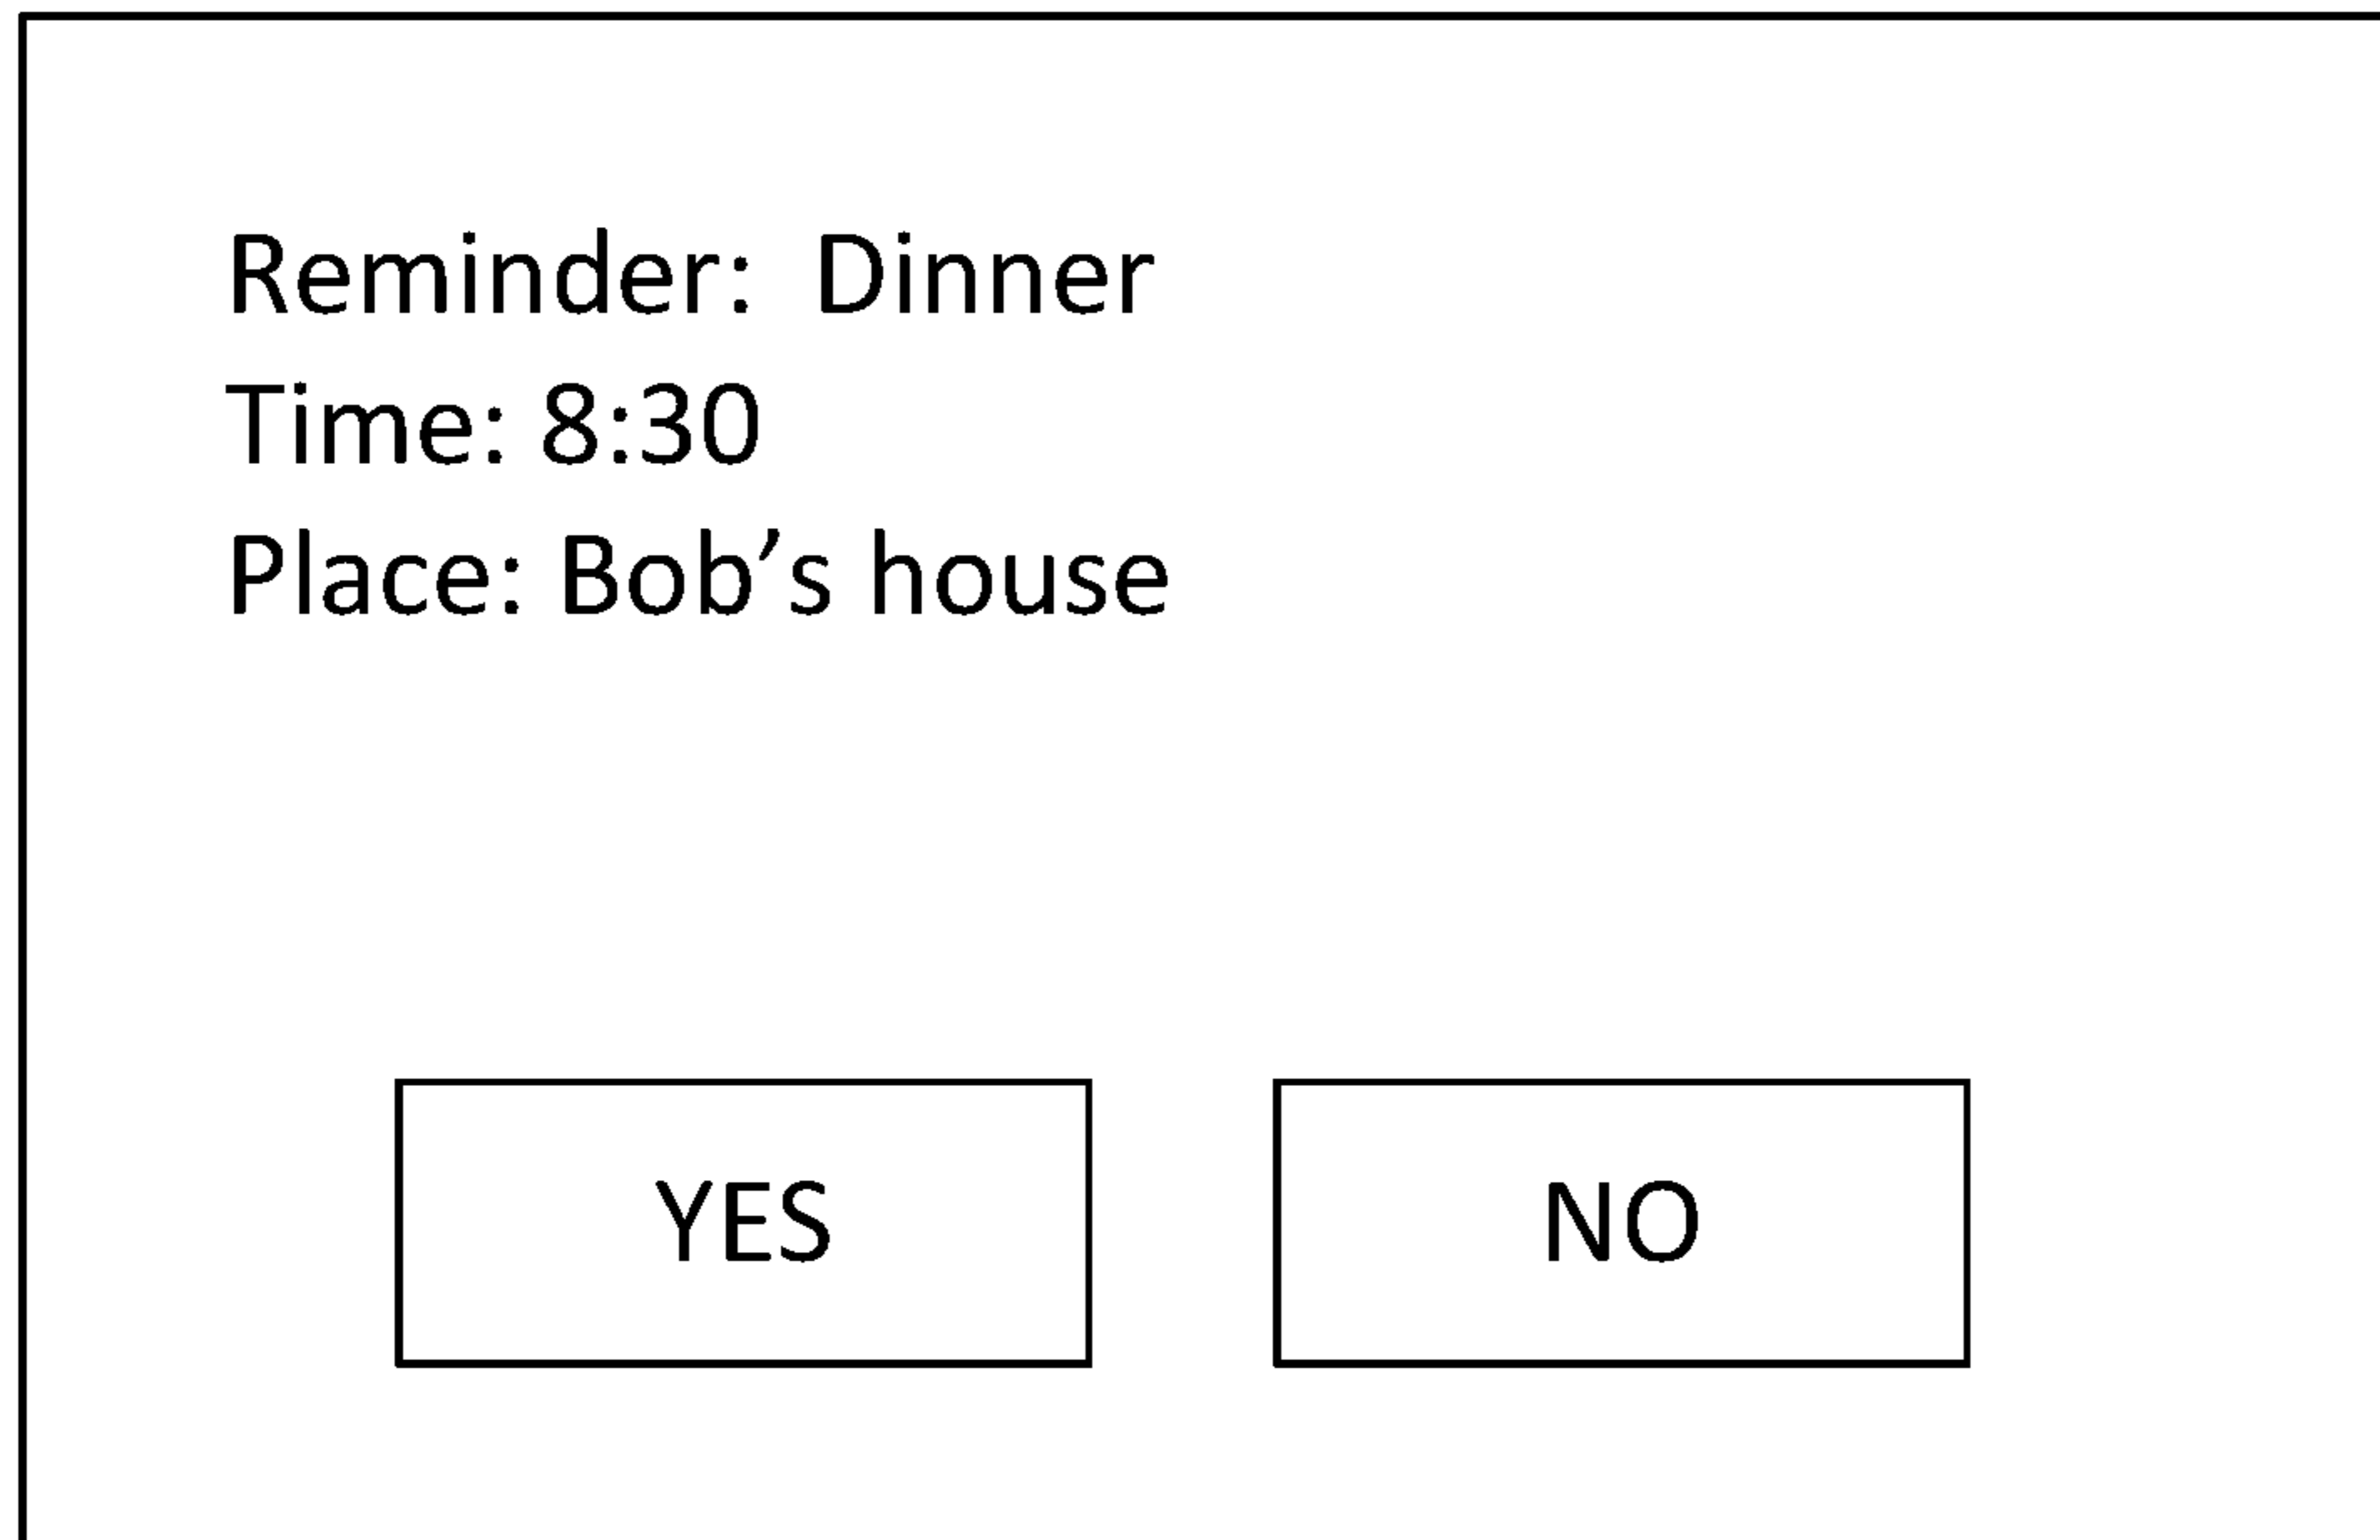 Reminder:  Dinner
Time: 8:30
Place: Bob’s house
YES
NO